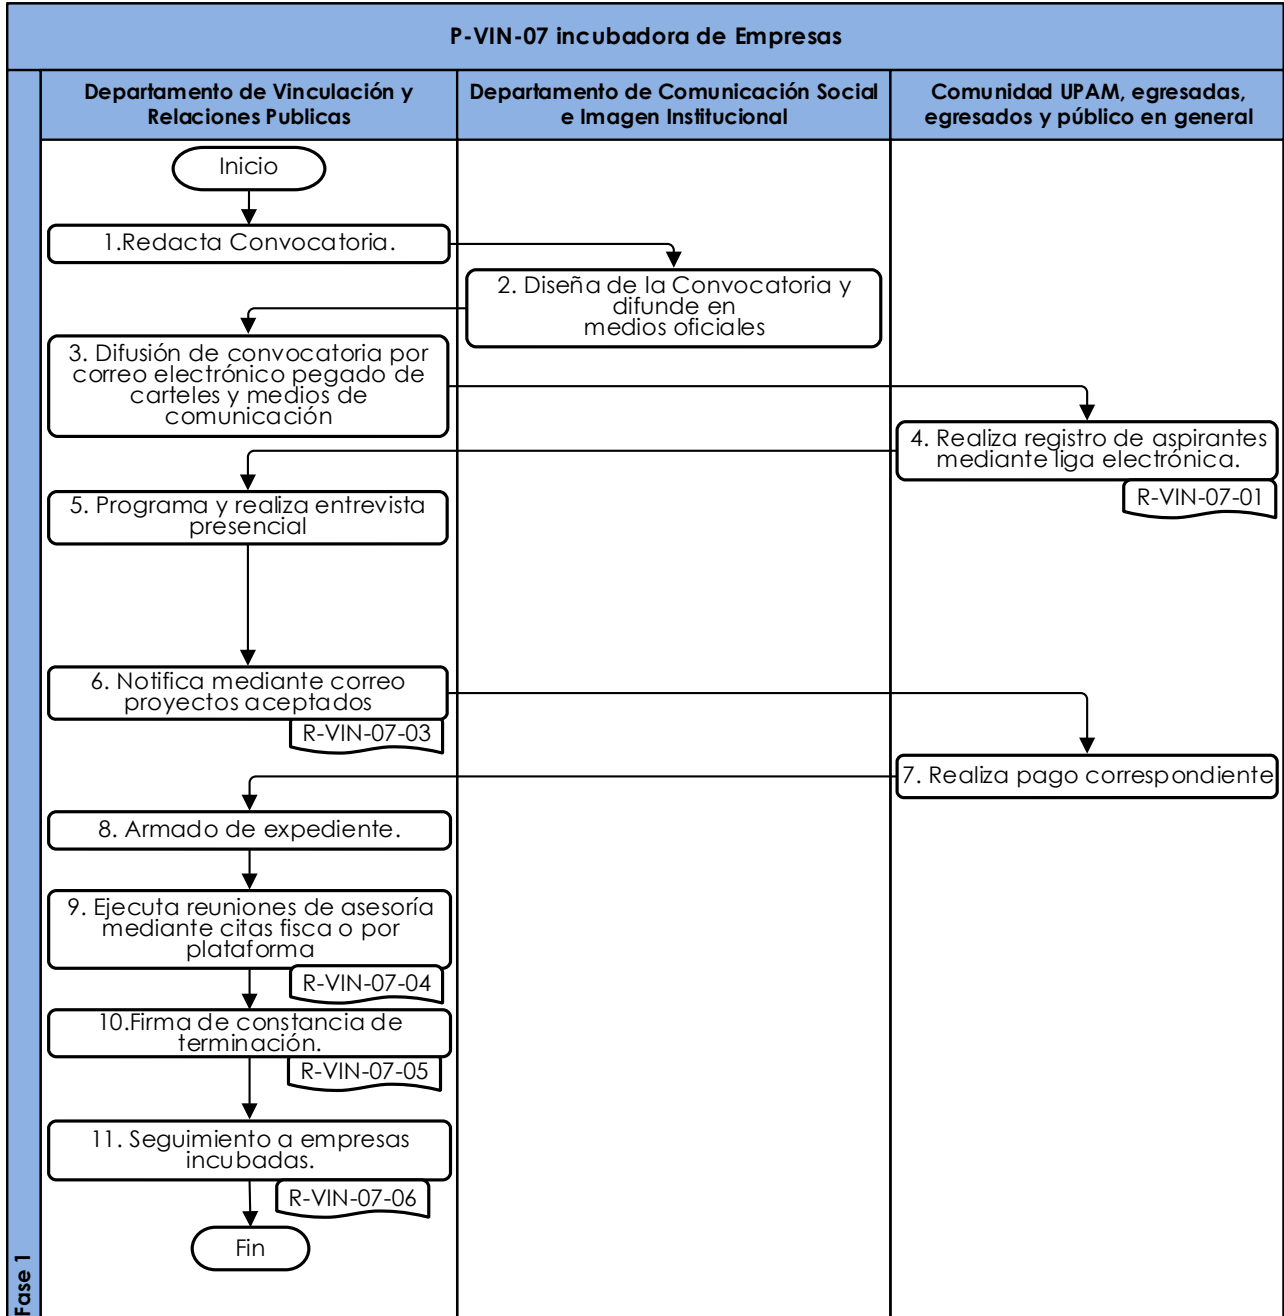 P-VIN-07 incubadora de Empresas
Departamento de Vinculación y
Relaciones Publicas
Departamento de Comunicación Social
e Imagen Institucional
Comunidad UPAM, egresadas,
egresados y público en general
Inicio
1.Redacta Convocatoria.
2. Diseña de la Convocatoria y
difunde en
medios oficiales
3. Difusión de convocatoria por
correo electrónico pegado de
carteles y medios de
comunicación
4. Realiza registro de aspirantes
mediante liga electrónica.
R-VIN-07-01
5. Programa y realiza entrevista
presencial
6. Notifica mediante correo
proyectos aceptados
R-VIN-07-03
7. Realiza pago correspondiente
8. Armado de expediente.
9. Ejecuta reuniones de asesoría
mediante citas fisca o por
plataforma
R-VIN-07-04
10.Firma de constancia de
terminación.
R-VIN-07-05
11. Seguimiento a empresas
incubadas.
R-VIN-07-06
Fin
Fase 1